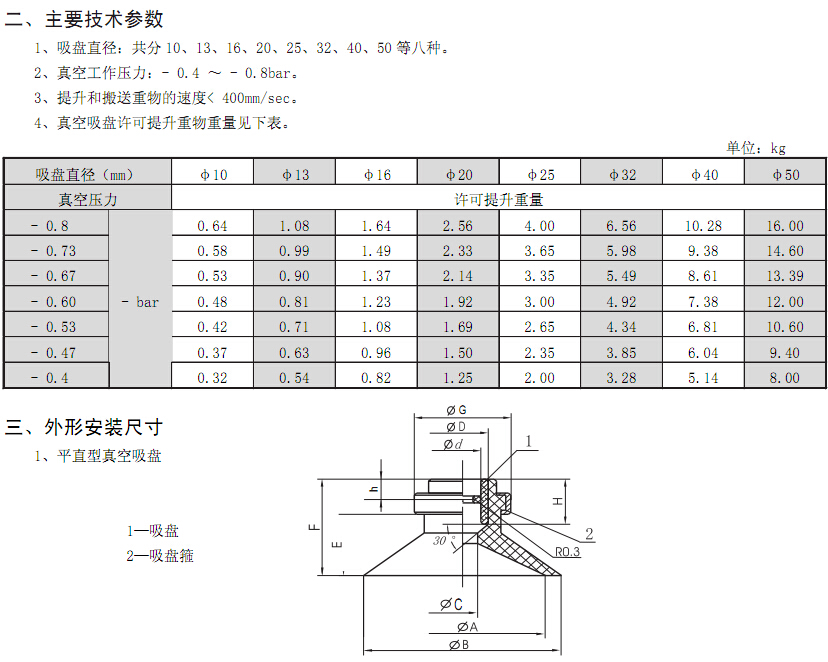 二、主要技术参数
1、吸盘直径：共分 10、13、16、20、25、32、40、50 等八种。
2、真空工作压力：- 0.4 ～ - 0.8bar。
3、提升和搬送重物的速度< 400mm/sec。
4、真空吸盘许可提升重物重量见下表。
单位：kg
吸盘直径（mm） φ10 φ13 φ16 φ20 φ25 φ32 φ40 φ50
真空压力 许可提升重量
- 0.8 0.64 1.08 1.64 2.56 4.00 6.56 10.28 16.00
- 0.73 0.58 0.99 1.49 2.33 3.65 5.98 9.38 14.60
- 0.67 0.53 0.90 1.37 2.14 3.35 5.49 8.61 13.39
- 0.60 - bar 0.48 0.81 1.23 1.92 3.00 4.92 7.38 12.00
- 0.53 0.42 0.71 1.08 1.69 2.65 4.34 6.81 10.60
- 0.47 0.37 0.63 0.96 1.50 2.35 3.85 6.04 9.40
- 0.4 0.32 0.54 0.82 1.25 2.00 3.28 5.14 8.00
三、外形安装尺寸
1、平直型真空吸盘
1—吸盘
2—吸盘箍
ØG
ØD
Ød
1
h
H
F
E
30°
2
R0.3
ØC
ØA
ØB